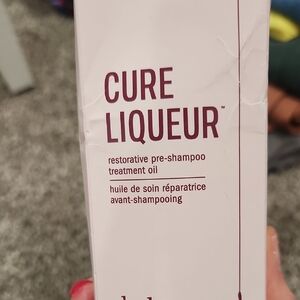 CURE
LIQUEUR™
restorative pre-shampoo
treatment oil
huile de soin réparatrice
avant-shampooing